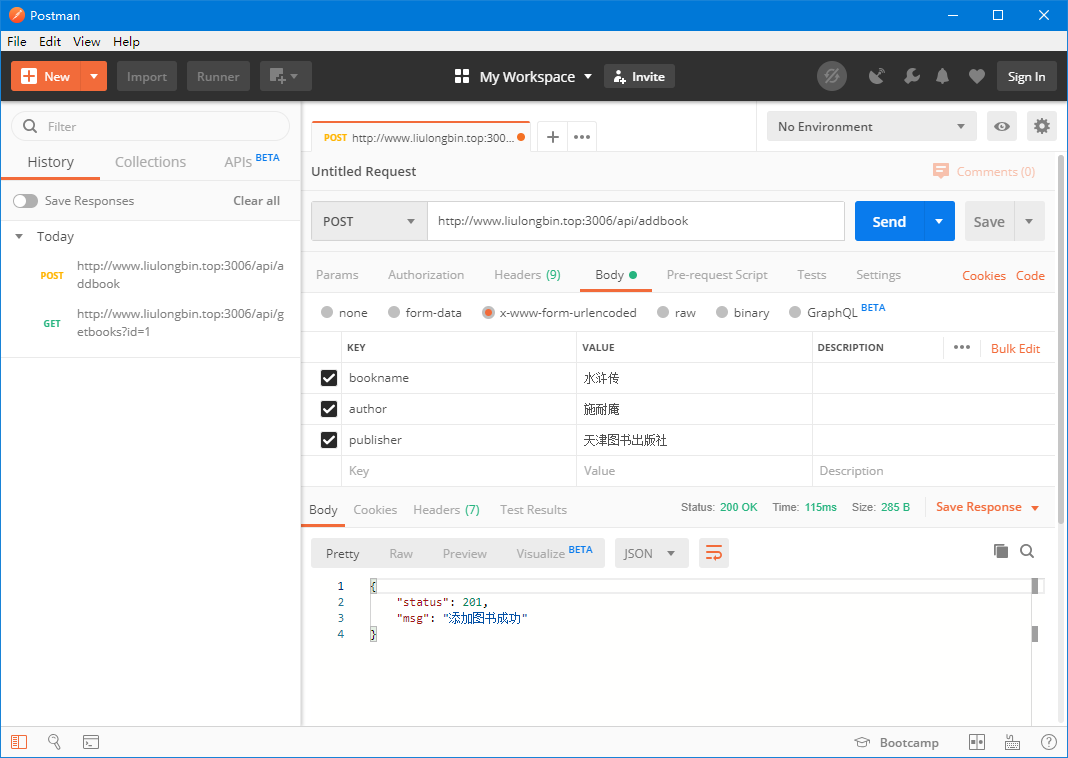 Postman
File Edit View Help
New Import Runner My Workspace Invite Sign In
Filter
History Collections APIs BETA
Save Responses Clear all
Today
POST http://www.liulongbin.top:3006/api/a
ddbook
GET http://www.liulongbin.top:3006/api/g
etbooks?id=1
POST http://www.liulongbin.top:300... + ••• No Environment
Untitled Request Comments (0)
POST http://www.liulongbin.top:3006/api/addbook Send Save
Params Authorization Headers (9) Body Pre-request Script Tests Settings Cookies Code
none form-data x-www-form-urlencoded raw binary GraphQL BETA
KEY VALUE DESCRIPTION ••• Bulk Edit
bookname 水浒传
author 施耐庵
publisher 天津图书出版社
Key Value Description
Body Cookies Headers (7) Test Results Status: 200 OK Time: 115ms Size: 285 B Save Response
Pretty Raw Preview Visualize BETA JSON
1 {
2 "status": 201,
3 "msg": "添加图书成功"
4 }
Bootcamp